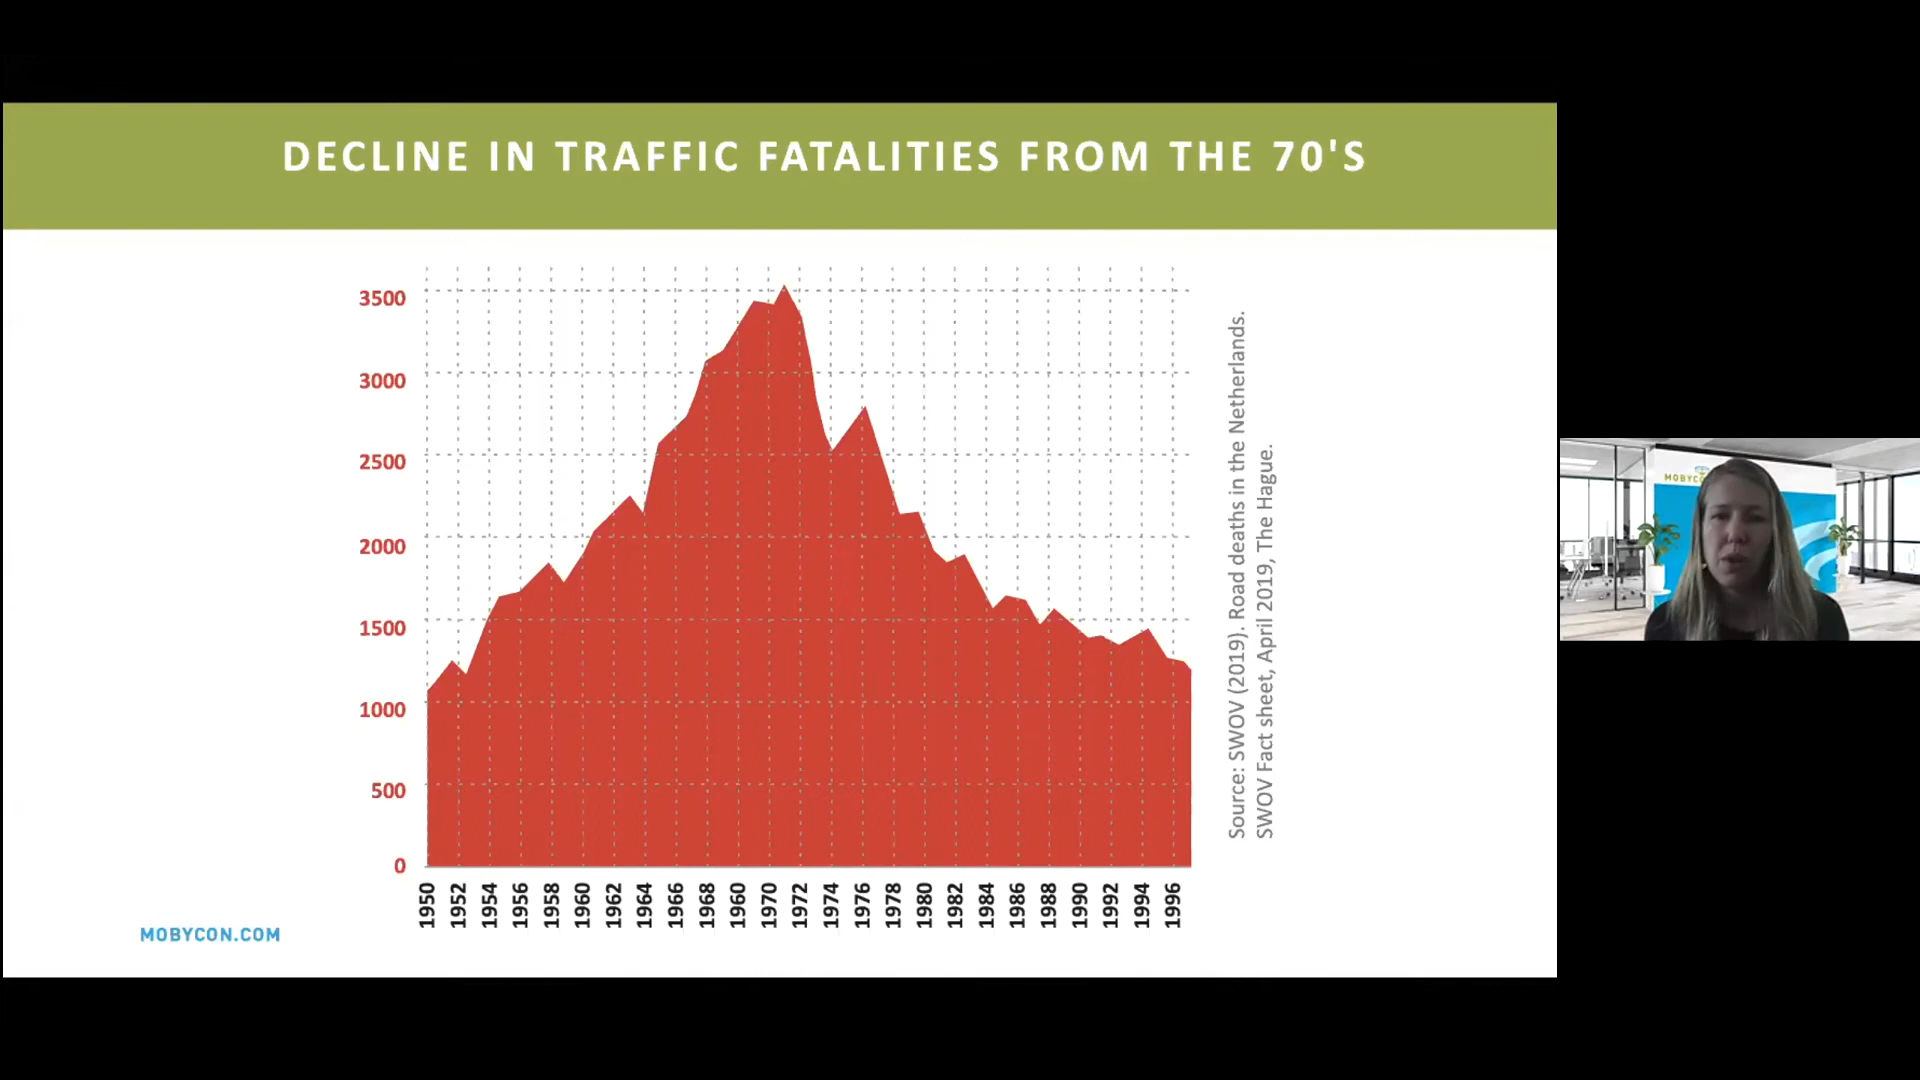 DECLINE IN TRAFFIC FATALITIES FROM THE 70'S
3500
3000
2500
2000
1500
1000
500
0
1950 1952 1954 1956 1958 1960 1962 1964 1966 1968 1960 1970 1972 1974 1976 1978 1980 1982 1984 1986 1988 1990 1992 1994 1996
Source: SWOV (2019). Road deaths in the Netherlands.
SWOV Fact sheet, April 2019, The Hague.
MOBYCON.COM